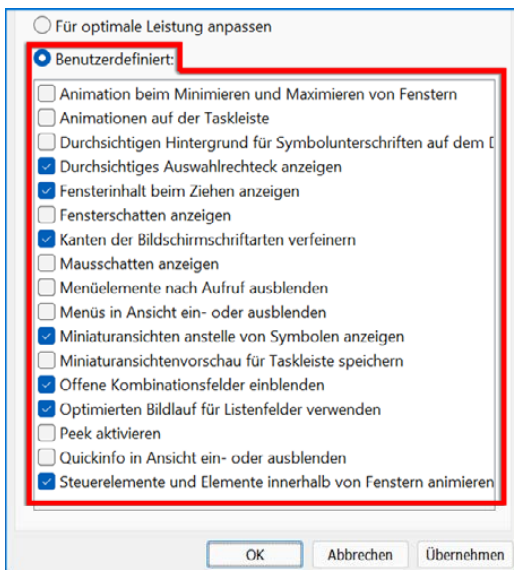 Für optimale Leistung anpassen
Benutzerdefiniert:
Animation beim Minimieren und Maximieren von Fenstern
Animationen auf der Taskleiste
Durchsichtigen Hintergrund für Symbolunterschriften auf dem
Durchsichtiges Auswahlrechteck anzeigen
Fensterinhalt beim Ziehen anzeigen
Fensterschatten anzeigen
Kanten der Bildschirmschriftarten verfeinern
Mausschatten anzeigen
Menüelemente nach Aufruf ausblenden
Menüs in Ansicht ein- oder ausblenden
Miniaturansichten anstelle von Symbolen anzeigen
Miniaturansichtenvorschau für Taskleiste speichern
Offene Kombinationsfelder einblenden
Optimierten Bildlauf für Listenfelder verwenden
Peek aktivieren
Quickinfo in Ansicht ein- oder ausblenden
Steuerelemente und Elemente innerhalb von Fenstern animieren
OK Abbrechen Übernehmen